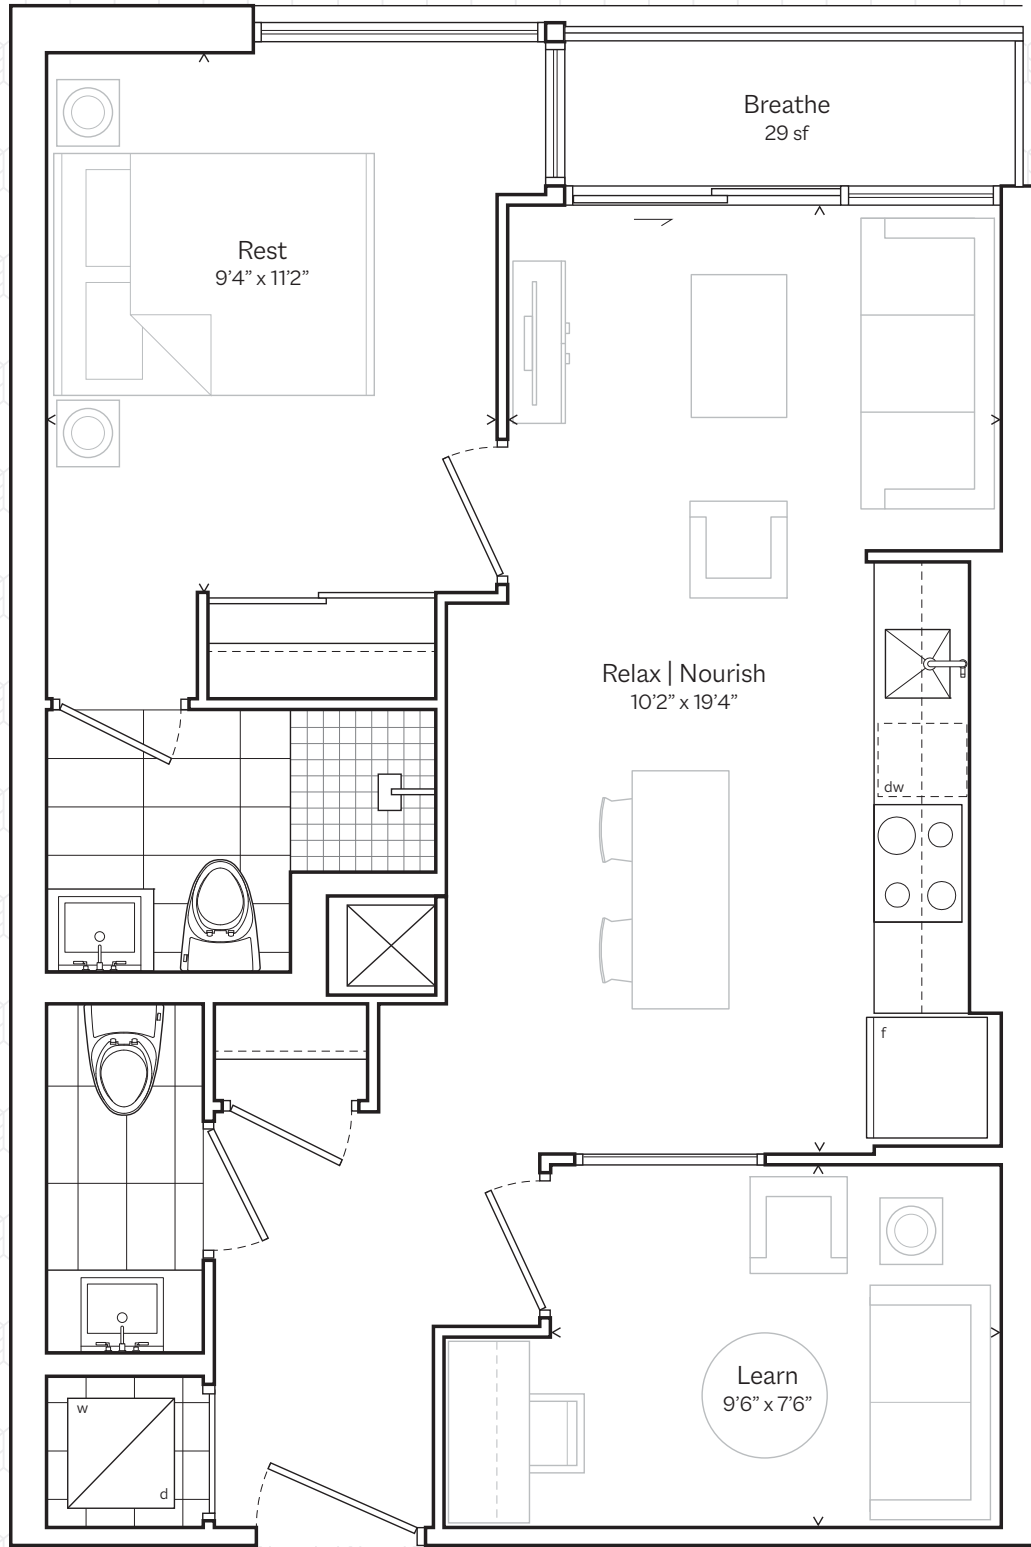 Breathe
29 sf
Rest
9’4” x 11’2”
Relax | Nourish
10’2” x 19’4”
dw
f
Learn
9’6” x 7’6”
w
d